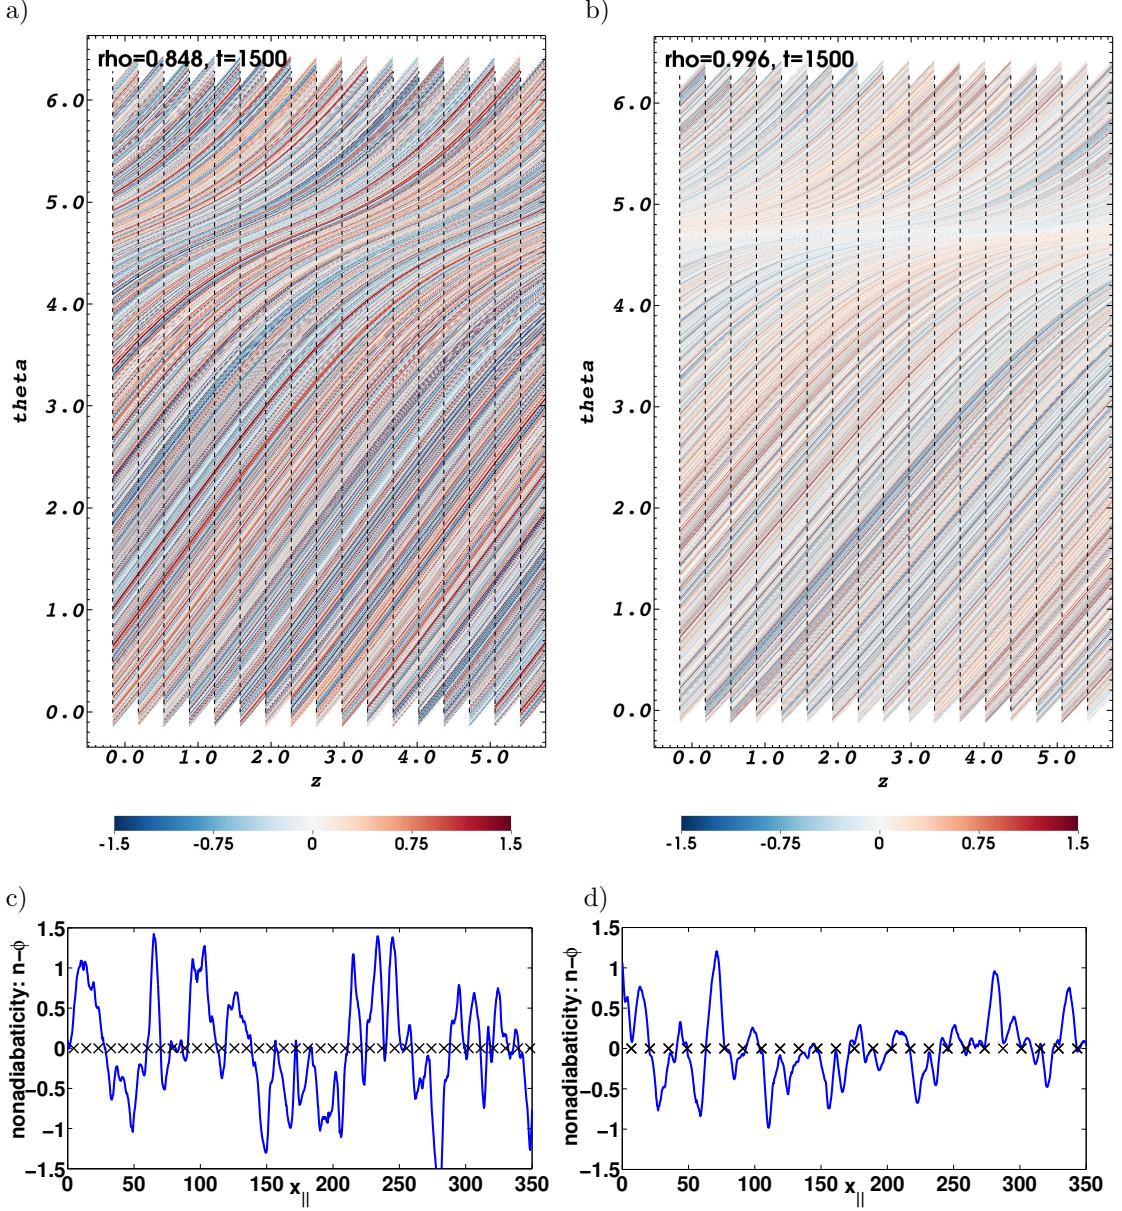 a)
rho=0.848, t=1500
6.0
5.0
4.0
3.0
2.0
1.0
0.0
theta
0.0 1.0 2.0 3.0 4.0 5.0
z
-1.5 -0.75 0 0.75 1.5
b)
rho=0.996, t=1500
6.0
5.0
4.0
3.0
2.0
1.0
0.0
theta
0.0 1.0 2.0 3.0 4.0 5.0
z
-1.5 -0.75 0 0.75 1.5
c)
1.5
1
0.5
0
−0.5
−1
−1.5
nonadiabaticity: n−ϕ
0 50 100 150 200 250 300 350
x||
d)
1.5
1
0.5
0
−0.5
−1
−1.5
nonadiabaticity: n−ϕ
0 50 100 150 200 250 300 350
x||